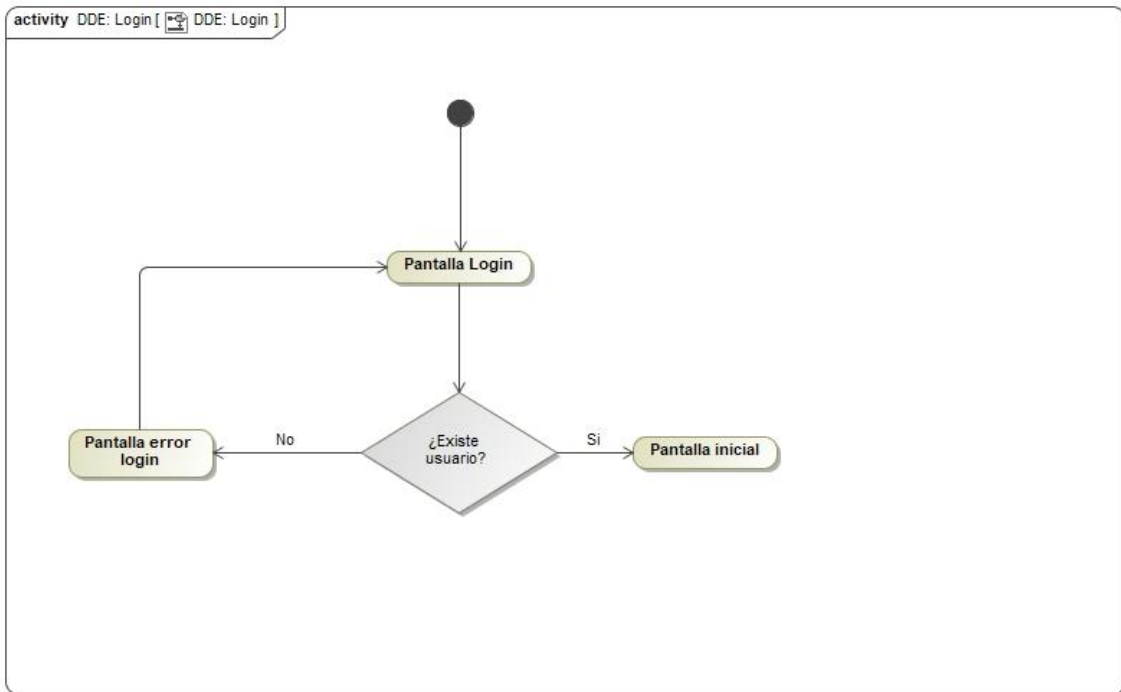 activity DDE: Login [ DDE: Login ]
Pantalla Login
¿Existe
usuario?
No
Si
Pantalla error
login
Pantalla inicial